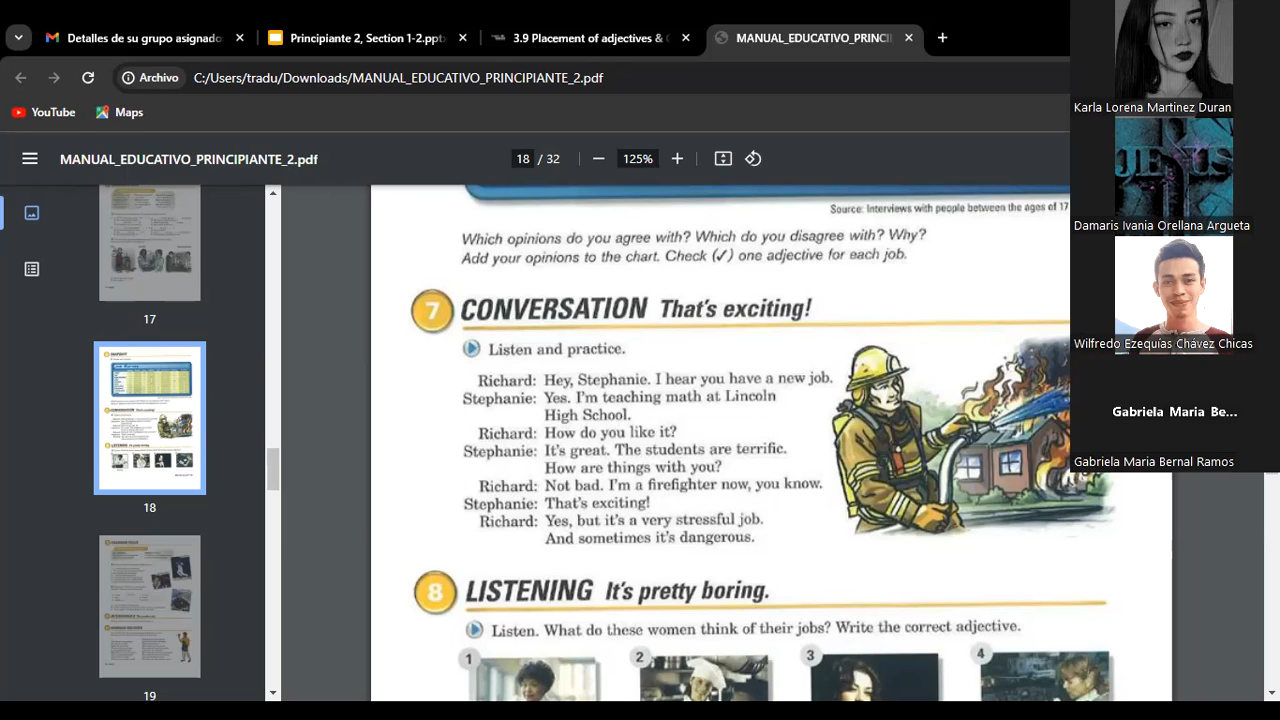 Detalles de su grupo asignado
Principiante 2, Section 1-2.pptx
3.9 Placement of adjectives &
MANUAL_EDUCATIVO_PRINCI
Archivo
C:/Users/tradu/Downloads/MANUAL_EDUCATIVO_PRINCIPIANTE_2.pdf
YouTube
Maps
MANUAL_EDUCATIVO_PRINCIPIANTE_2.pdf
18 / 32
125%
17
18
19
Source: Interviews with people between the ages of 17
Which opinions do you agree with? Which do you disagree with? Why?
Add your opinions to the chart. Check (✓) one adjective for each job.
7 CONVERSATION That's exciting!
Listen and practice.
Richard: Hey, Stephanie. I hear you have a new job.
Stephanie: Yes. I'm teaching math at Lincoln
High School.
Richard: How do you like it?
Stephanie: It's great. The students are terrific.
How are things with you?
Richard: Not bad. I'm a firefighter now, you know.
Stephanie: That's exciting!
Richard: Yes, but it's a very stressful job.
And sometimes it's dangerous.
8 LISTENING It's pretty boring.
Listen. What do these women think of their jobs? Write the correct adjective.
1
2
3
4
Karla Lorena Martinez Duran
JESUS
Damaris Ivania Orellana Argueta
Wilfredo Ezequías Chávez Chicas
Gabriela Maria Be...
Gabriela Maria Bernal Ramos